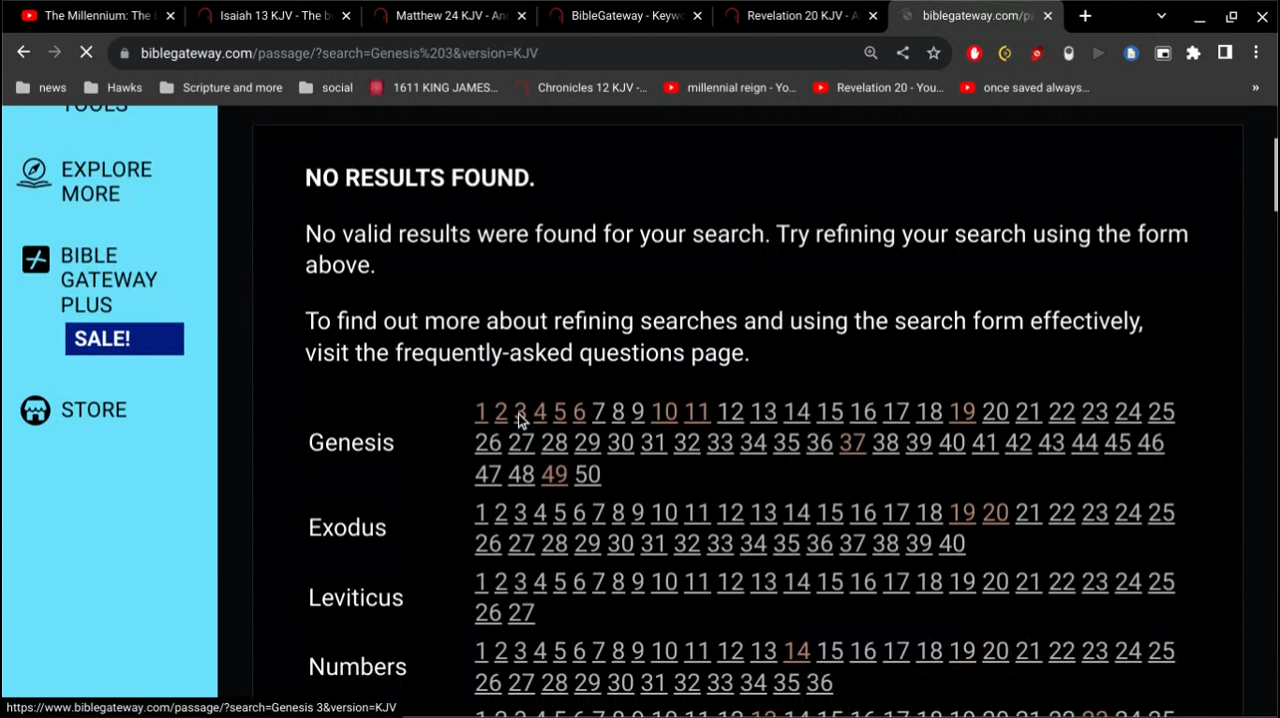 The Millennium: The L
Isaiah 13 KJV - The b
Matthew 24 KJV - An
BibleGateway - Keyw
Revelation 20 KJV - A
biblegateway.com/pa
biblegateway.com/passage/?search=Genesis%203&version=KJV
news
Hawks
Scripture and more
social
1611 KING JAMES...
Chronicles 12 KJV -...
millennial reign - Yo...
Revelation 20 - You...
once saved always...
»
TOOLS
EXPLORE
MORE
BIBLE
GATEWAY
PLUS
SALE!
STORE
NO RESULTS FOUND.
No valid results were found for your search. Try refining your search using the form
above.
To find out more about refining searches and using the search form effectively,
visit the frequently-asked questions page.
Genesis
1 2 3 4 5 6 7 8 9 10 11 12 13 14 15 16 17 18 19 20 21 22 23 24 25
26 27 28 29 30 31 32 33 34 35 36 37 38 39 40 41 42 43 44 45 46
47 48 49 50
Exodus
1 2 3 4 5 6 7 8 9 10 11 12 13 14 15 16 17 18 19 20 21 22 23 24 25
26 27 28 29 30 31 32 33 34 35 36 37 38 39 40
Leviticus
1 2 3 4 5 6 7 8 9 10 11 12 13 14 15 16 17 18 19 20 21 22 23 24 25
26 27
Numbers
1 2 3 4 5 6 7 8 9 10 11 12 13 14 15 16 17 18 19 20 21 22 23 24 25
26 27 28 29 30 31 32 33 34 35 36
https://www.biblegateway.com/passage/?search=Genesis 3&version=KJV